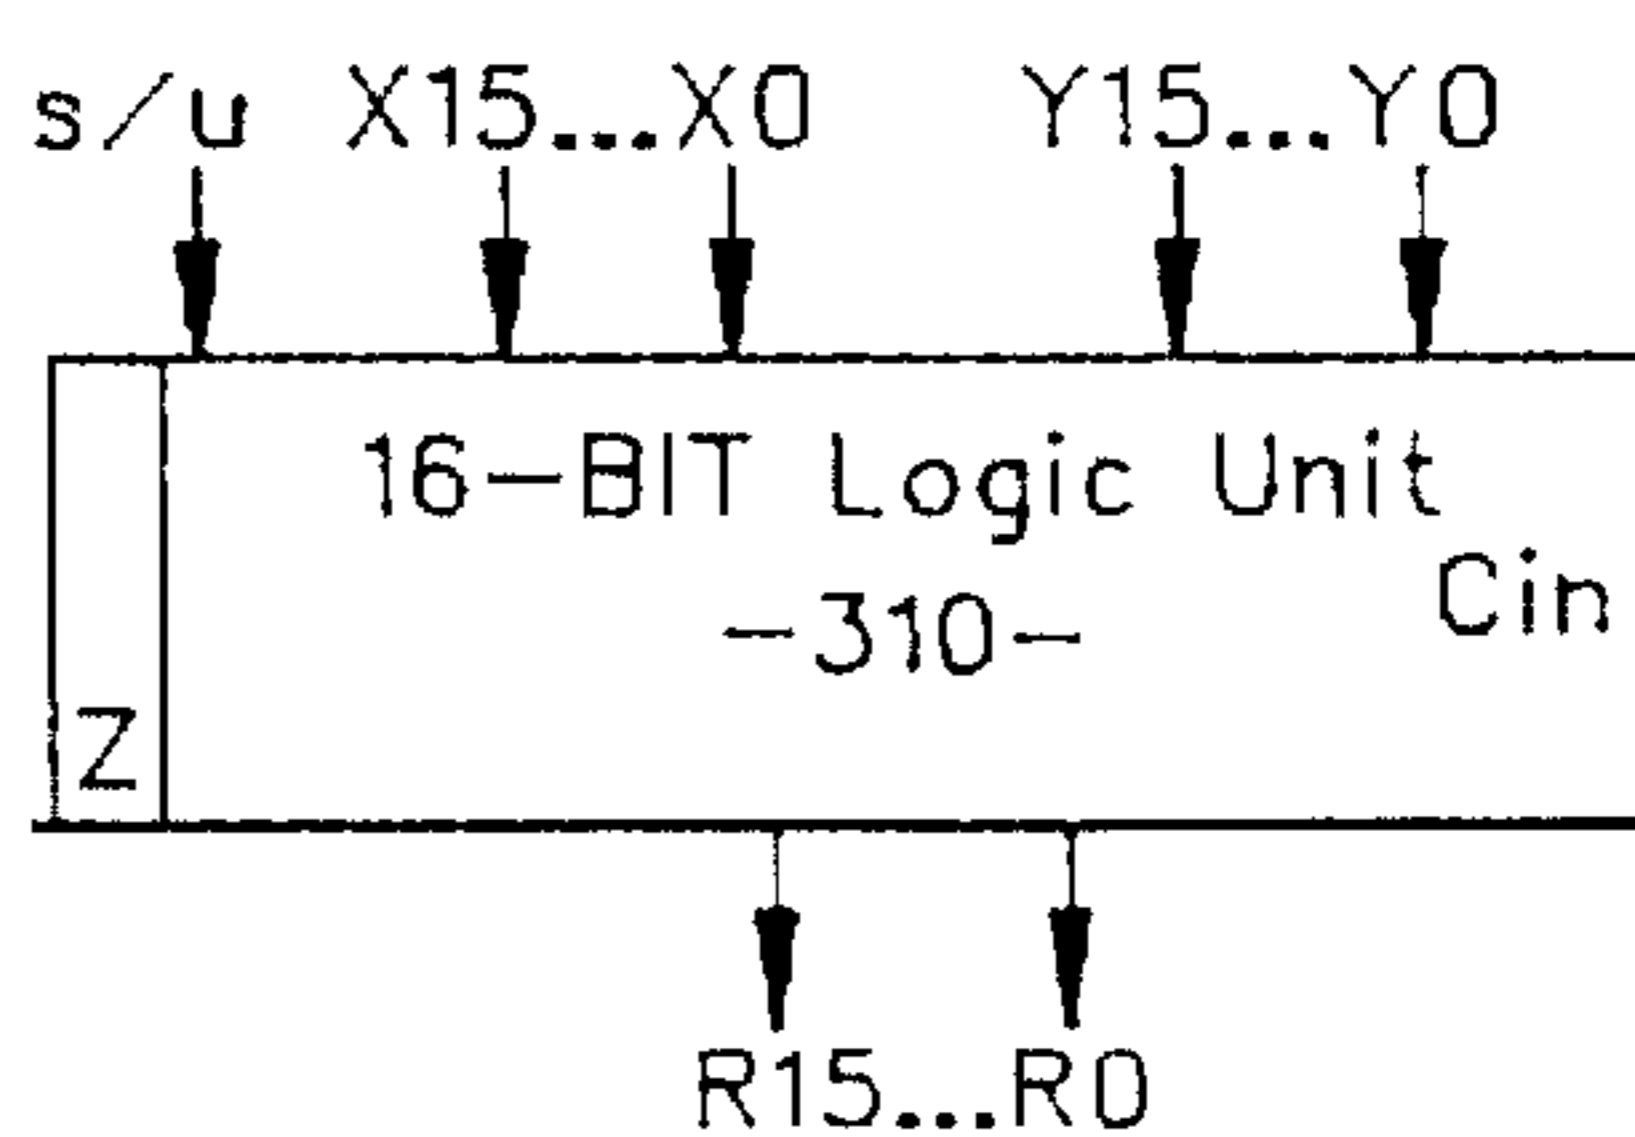 s/u X15...X0 Y15...Y0
16-BIT Logic Unit
Cin
-310-
Z
R15...R0